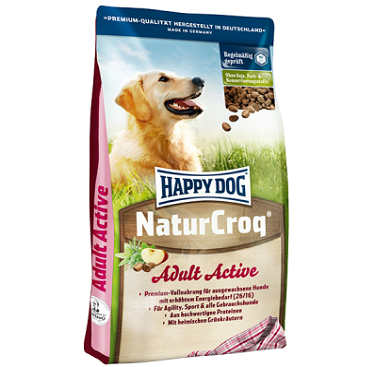 »PREMIUM-QUALITÄT HERGESTELLT IN DEUTSCHLAND«
MADE IN GERMANY
Regelmäßig
geprüft
Ohne Soja, Farb- &
Konservierungsstoffe!
HAPPY DOG
NaturCroq®
Adult Active
Adult Active
• Premium-Vollnahrung für ausgewachsene Hunde
mit erhöhtem Energiebedarf (26/16)
• Für Agility, Sport & alle Gebrauchshunde
• Aus hochwertigen Proteinen
• Mit heimischen Grünkräutern